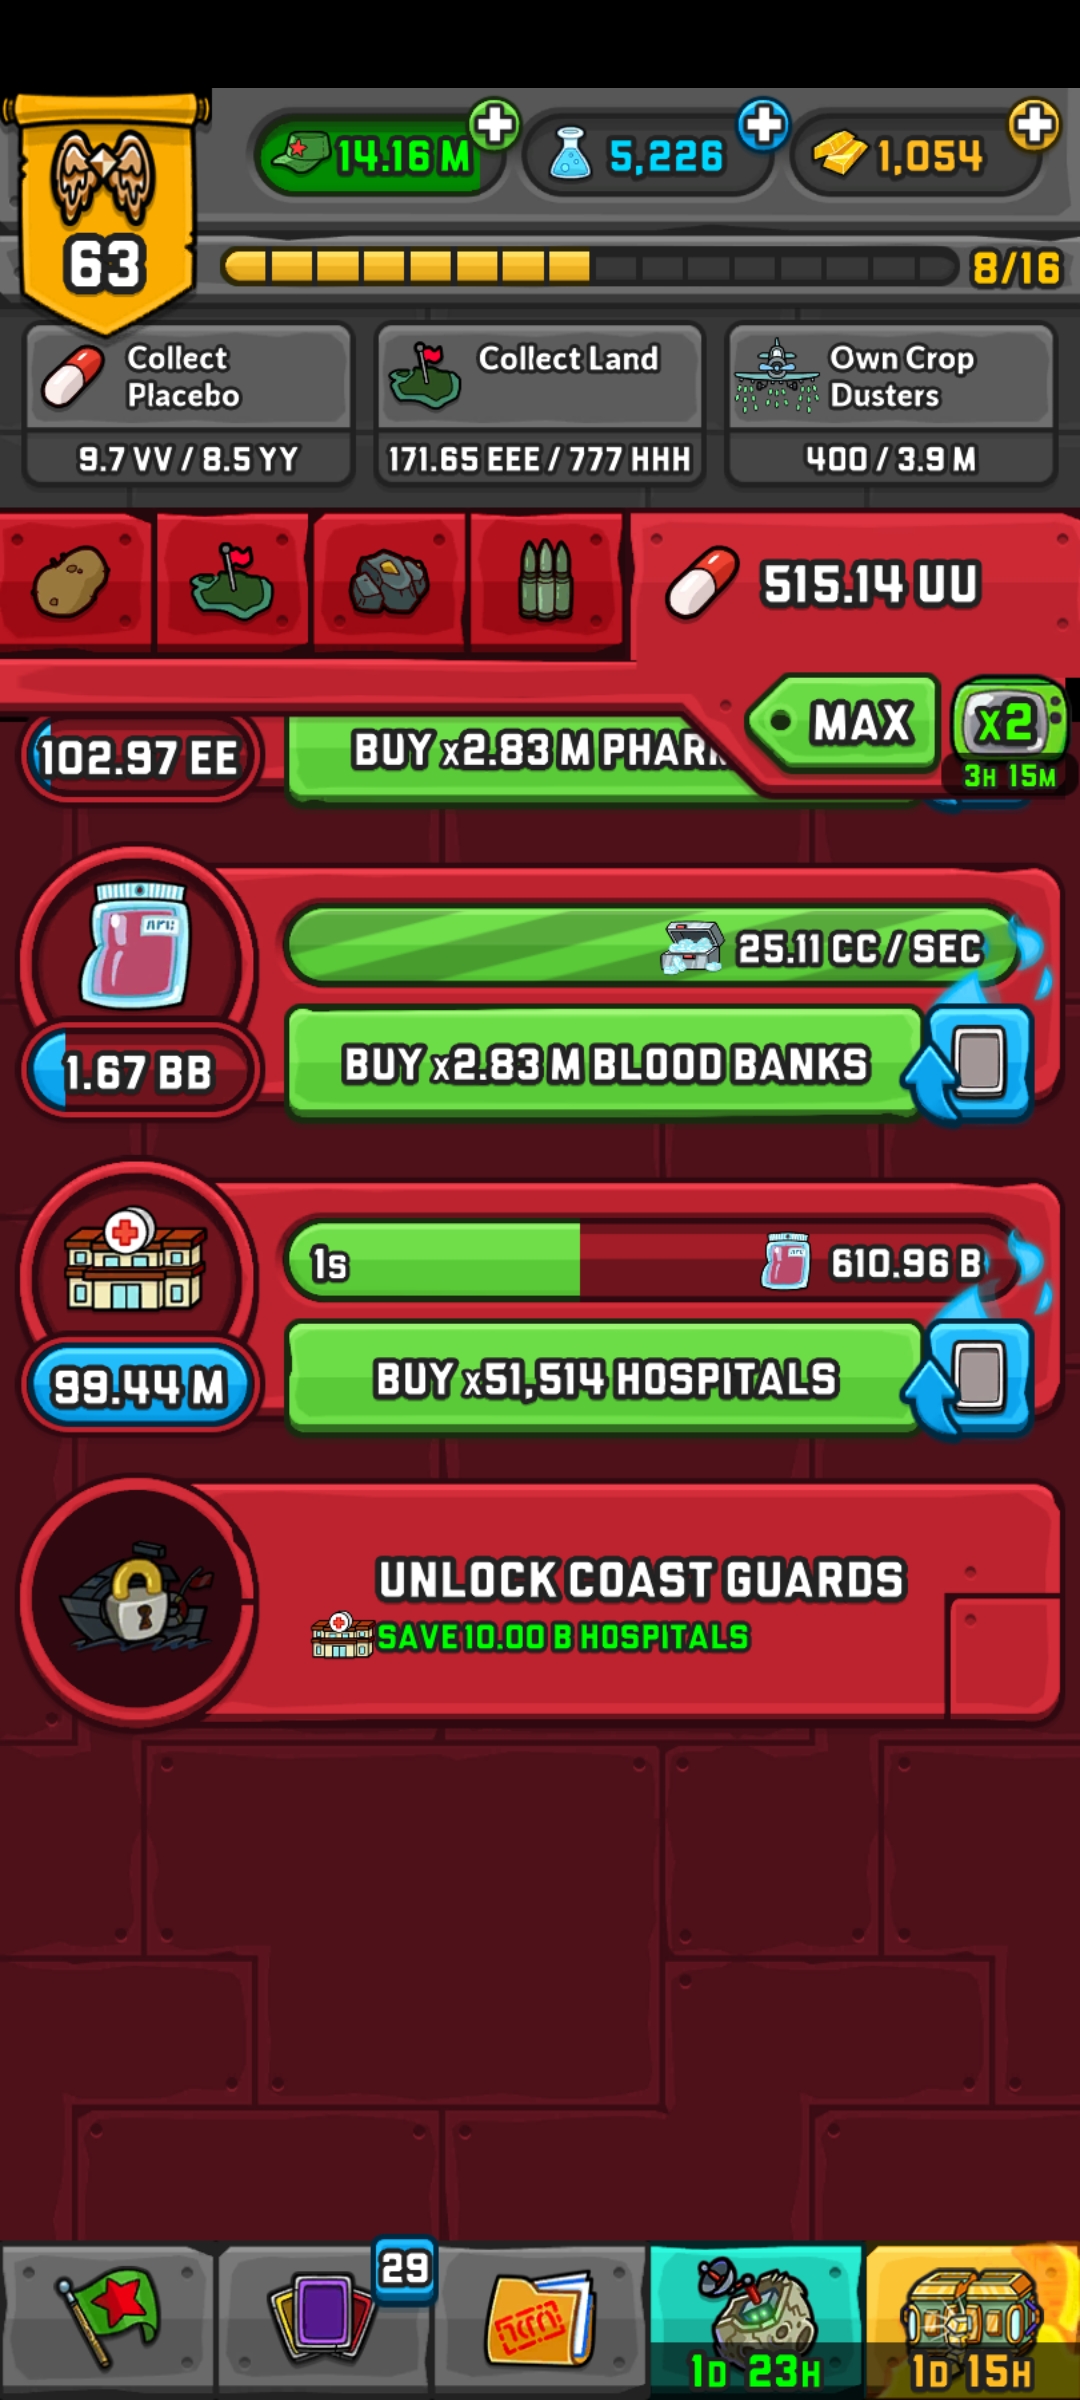 14.16 M
5,226
1,054
63
8/16
Collect
Placebo
Collect Land
Own Crop
Dusters
9.7 VV / 8.5 YY
171.65 EEE / 777 HHH
400 / 3.9 M
515.14 UU
MAX
x2
3H 15M
102.97 EE
BUY x2.83 M
25.11 CC / SEC
1.67 BB
BUY x2.83 M BLOOD BANKS
1s
610.96 B
99.44 M
BUY x51,514 HOSPITALS
UNLOCK COAST GUARDS
SAVE 10.00 B HOSPITALS
29
1D 23H
1D 15H